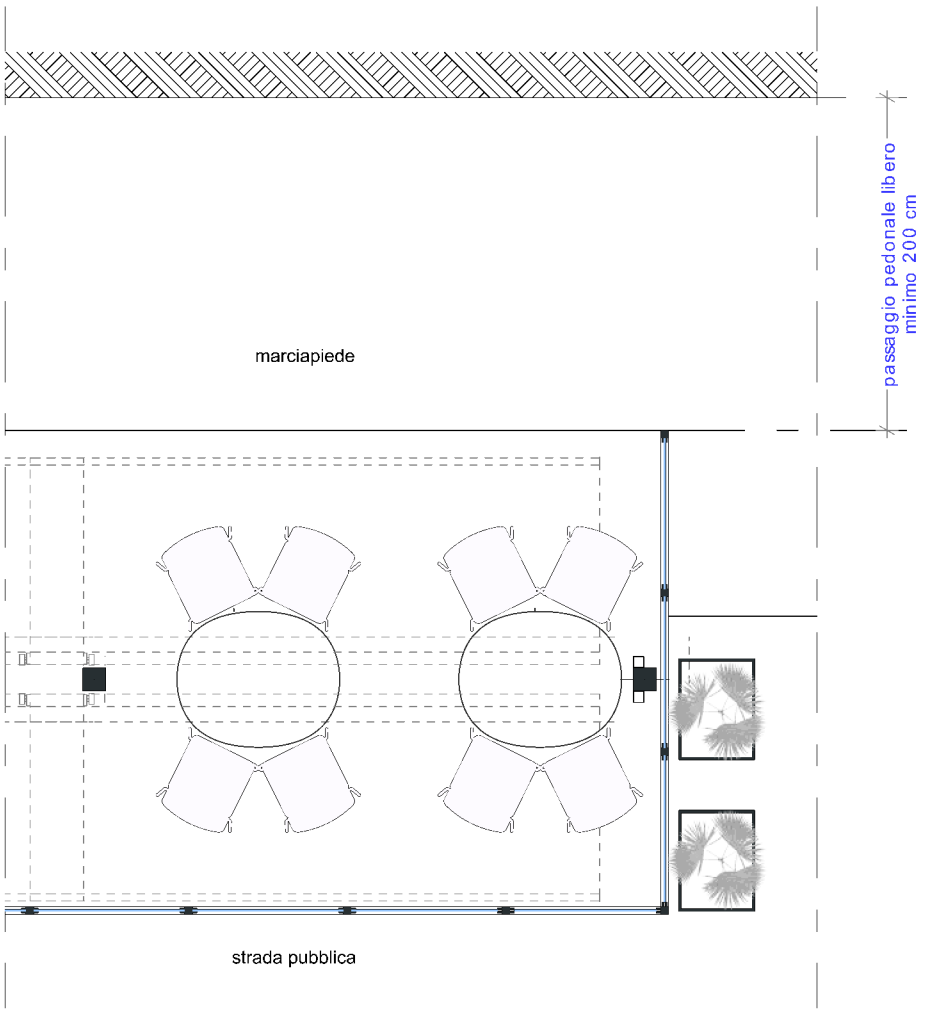 passaggio pedonale libero
minimo 200 cm
marciapiede
strada pubblica